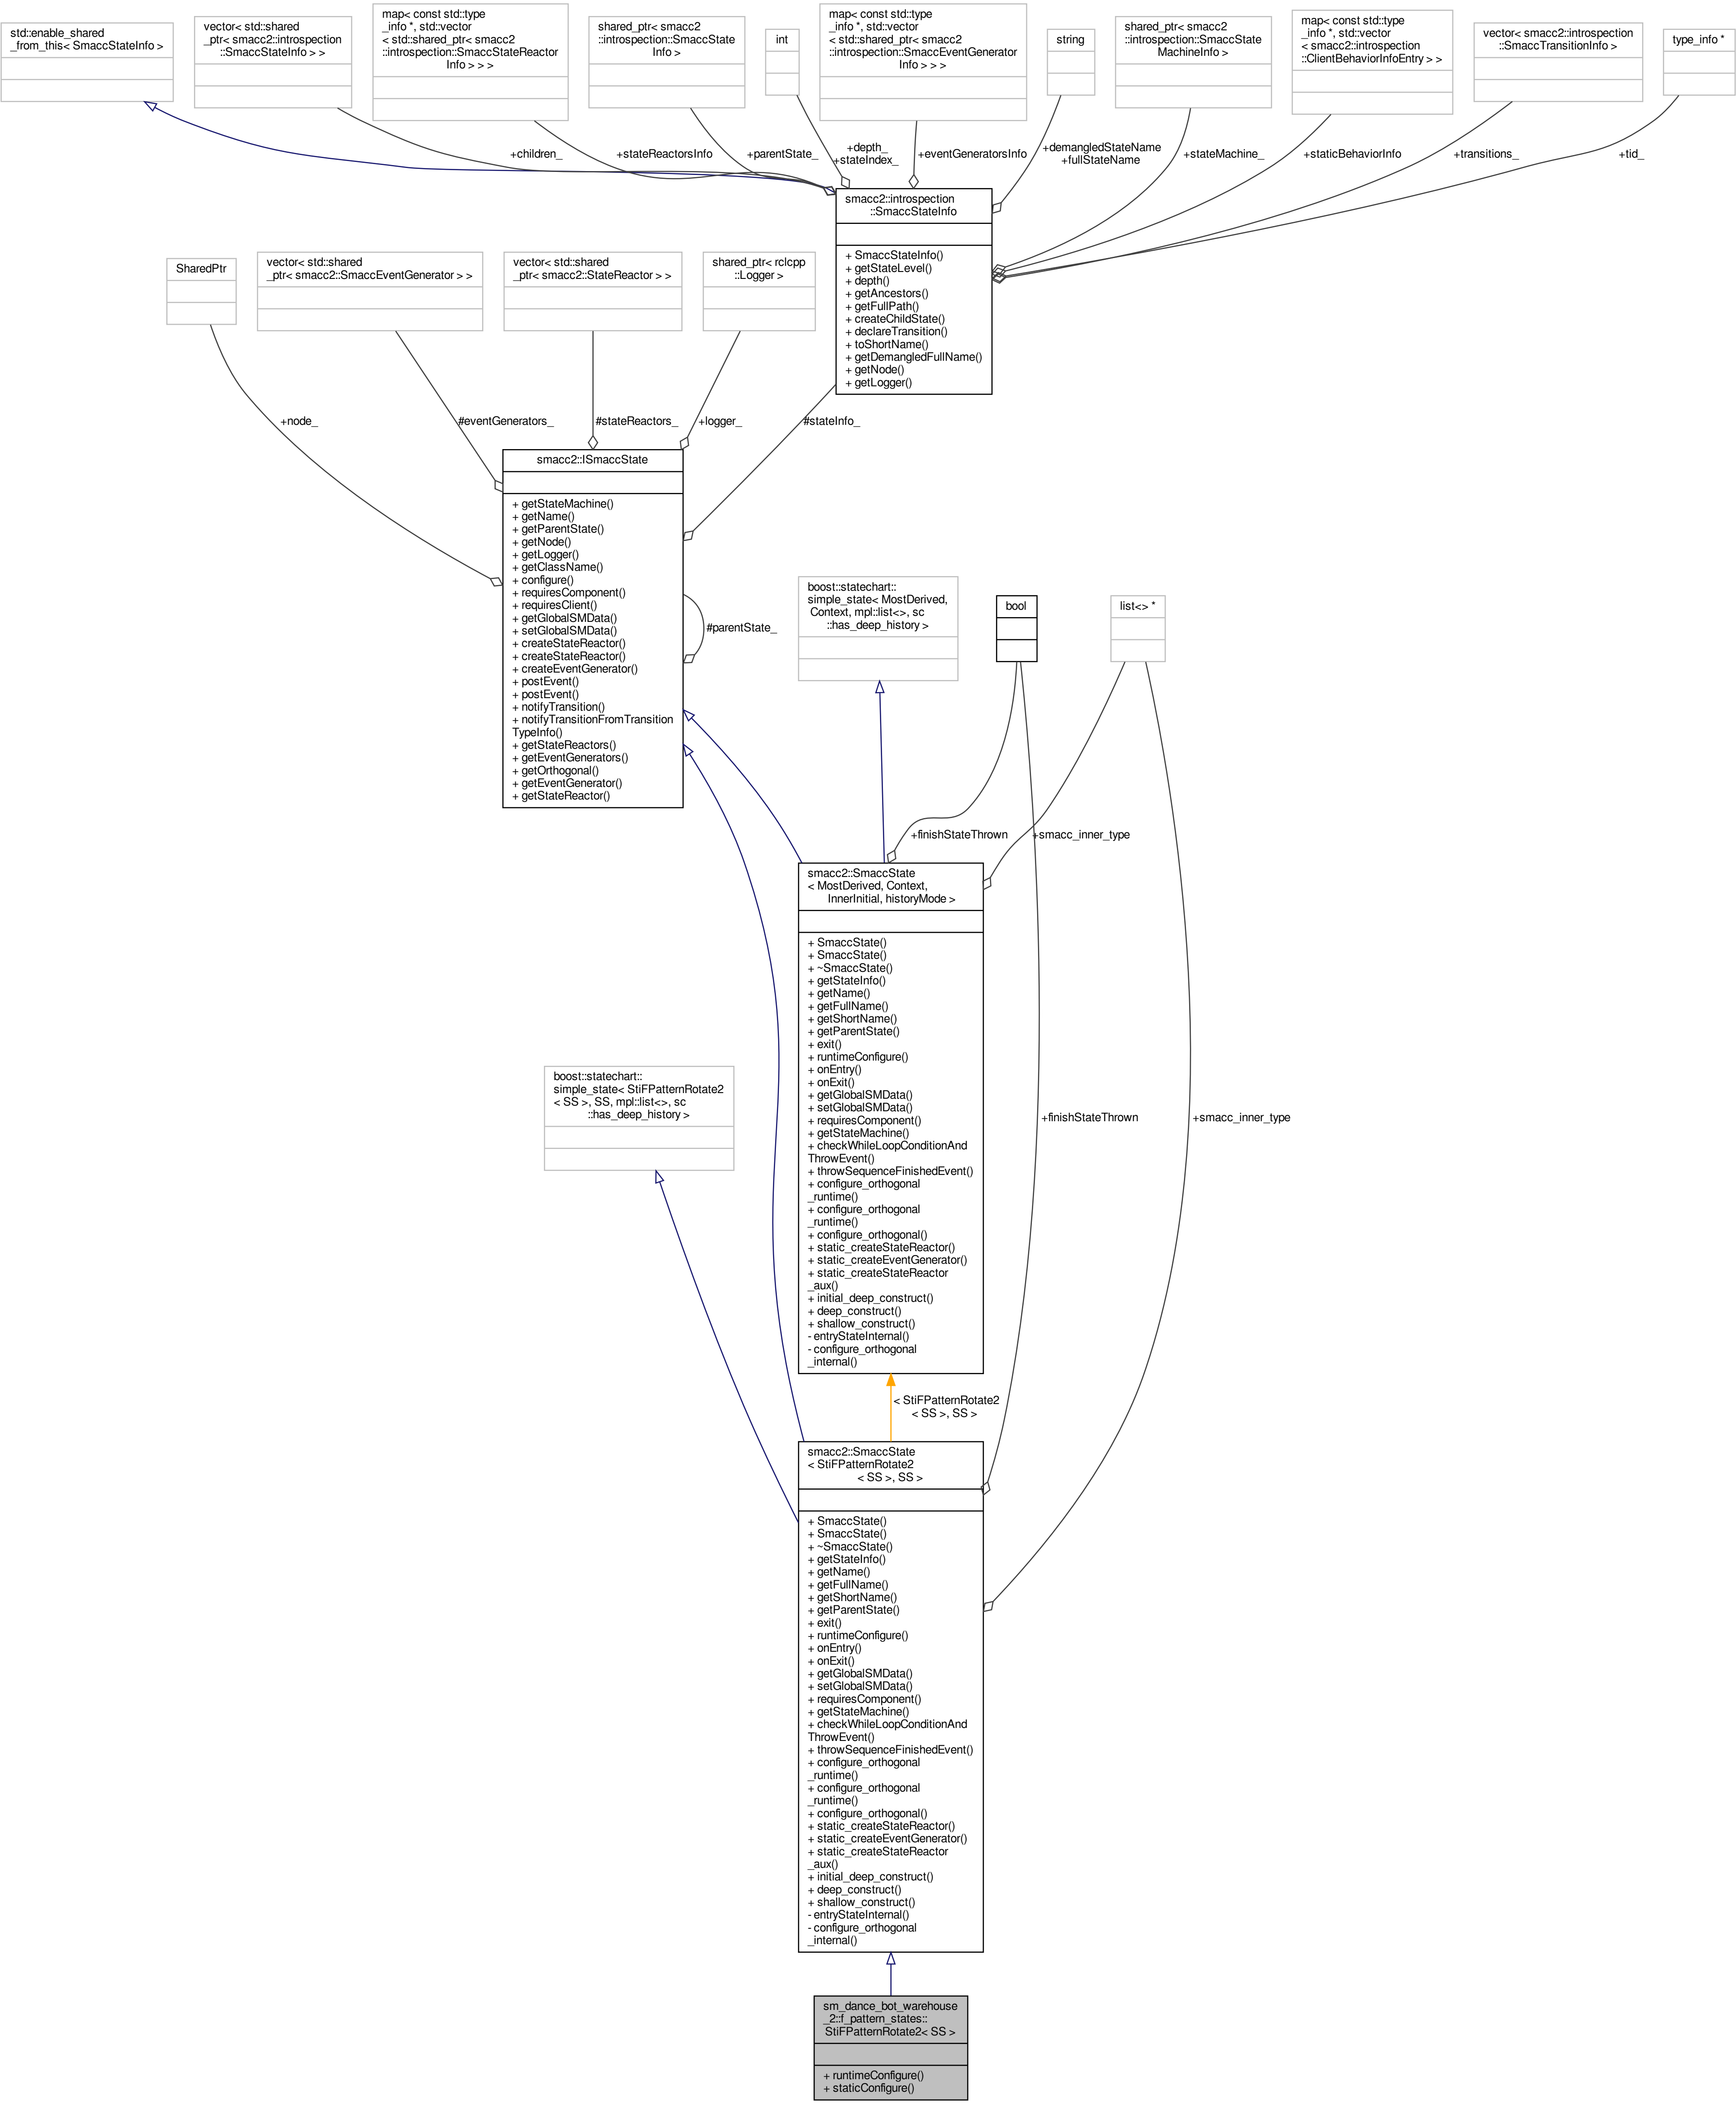 std::enable_shared
_from_this< SmaccStateInfo >
vector< std::shared
_ptr< smacc2::introspection
::SmaccStateInfo > >
map< const std::type
_info *, std::vector
< std::shared_ptr< smacc2
::introspection::SmaccStateReactor
Info > > >
shared_ptr< smacc2
::introspection::SmaccState
Info >
int
map< const std::type
_info *, std::vector
< std::shared_ptr< smacc2
::introspection::SmaccEventGenerator
Info > > >
string
shared_ptr< smacc2
::introspection::SmaccState
MachineInfo >
map< const std::type
_info *, std::vector
< smacc2::introspection
::ClientBehaviorInfoEntry > >
vector< smacc2::introspection
::SmaccTransitionInfo >
type_info *
+children_
+stateReactorsInfo
+parentState_
+depth_
+stateIndex_
+eventGeneratorsInfo
+demangledStateName
+fullStateName
+stateMachine_
+staticBehaviorInfo
+transitions_
+tid_
smacc2::introspection
::SmaccStateInfo
+ SmaccStateInfo()
+ getStateLevel()
+ depth()
+ getAncestors()
+ getFullPath()
+ createChildState()
+ declareTransition()
+ toShortName()
+ getDemangledFullName()
+ getNode()
+ getLogger()
SharedPtr
vector< std::shared
_ptr< smacc2::SmaccEventGenerator > >
vector< std::shared
_ptr< smacc2::StateReactor > >
shared_ptr< rclcpp
::Logger >
+node_
#eventGenerators_
#stateReactors_
+logger_
#stateInfo_
smacc2::ISmaccState
+ getStateMachine()
+ getName()
+ getParentState()
+ getNode()
+ getLogger()
+ getClassName()
+ configure()
+ requiresComponent()
+ requiresClient()
+ getGlobalSMData()
+ setGlobalSMData()
+ createStateReactor()
+ createStateReactor()
+ createEventGenerator()
+ postEvent()
+ postEvent()
+ notifyTransition()
+ notifyTransitionFromTransition
TypeInfo()
+ getStateReactors()
+ getEventGenerators()
+ getOrthogonal()
+ getEventGenerator()
+ getStateReactor()
#parentState_
boost::statechart::
simple_state< MostDerived,
Context, mpl::list<>, sc
::has_deep_history >
bool
list<> *
+finishStateThrown
+smacc_inner_type
smacc2::SmaccState
< MostDerived, Context,
InnerInitial, historyMode >
+ SmaccState()
+ SmaccState()
+ ~SmaccState()
+ getStateInfo()
+ getName()
+ getFullName()
+ getShortName()
+ getParentState()
+ exit()
+ runtimeConfigure()
+ onEntry()
+ onExit()
+ getGlobalSMData()
+ setGlobalSMData()
+ requiresComponent()
+ getStateMachine()
+ checkWhileLoopConditionAnd
ThrowEvent()
+ throwSequenceFinishedEvent()
+ configure_orthogonal
_runtime()
+ configure_orthogonal
_runtime()
+ configure_orthogonal()
+ static_createStateReactor()
+ static_createEventGenerator()
+ static_createStateReactor
_aux()
+ initial_deep_construct()
+ deep_construct()
+ shallow_construct()
- entryStateInternal()
- configure_orthogonal
_internal()
boost::statechart::
simple_state< StiFPatternRotate2
< SS >, SS, mpl::list<>, sc
::has_deep_history >
+finishStateThrown
+smacc_inner_type
< StiFPatternRotate2
< SS >, SS >
smacc2::SmaccState
< StiFPatternRotate2
< SS >, SS >
+ SmaccState()
+ SmaccState()
+ ~SmaccState()
+ getStateInfo()
+ getName()
+ getFullName()
+ getShortName()
+ getParentState()
+ exit()
+ runtimeConfigure()
+ onEntry()
+ onExit()
+ getGlobalSMData()
+ setGlobalSMData()
+ requiresComponent()
+ getStateMachine()
+ checkWhileLoopConditionAnd
ThrowEvent()
+ throwSequenceFinishedEvent()
+ configure_orthogonal
_runtime()
+ configure_orthogonal
_runtime()
+ configure_orthogonal()
+ static_createStateReactor()
+ static_createEventGenerator()
+ static_createStateReactor
_aux()
+ initial_deep_construct()
+ deep_construct()
+ shallow_construct()
- entryStateInternal()
- configure_orthogonal
_internal()
sm_dance_bot_warehouse
_2::f_pattern_states::
StiFPatternRotate2< SS >
+ runtimeConfigure()
+ staticConfigure()